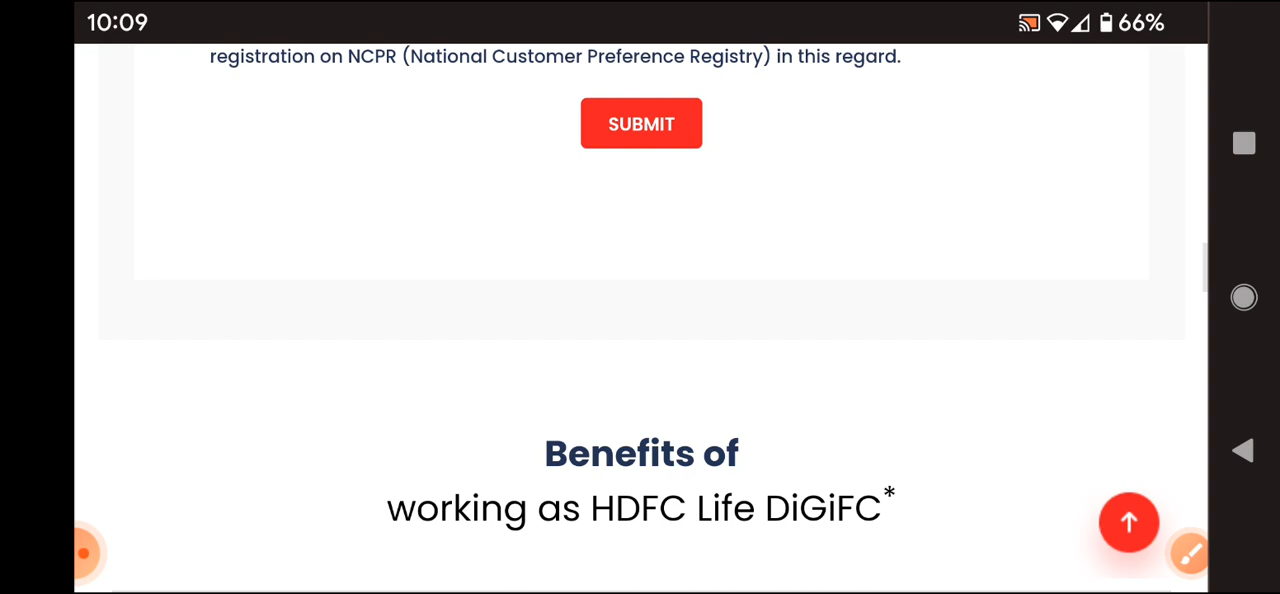 10:09
66%
registration on NCPR (National Customer Preference Registry) in this regard.
SUBMIT
Benefits of
working as HDFC Life DiGiFC*